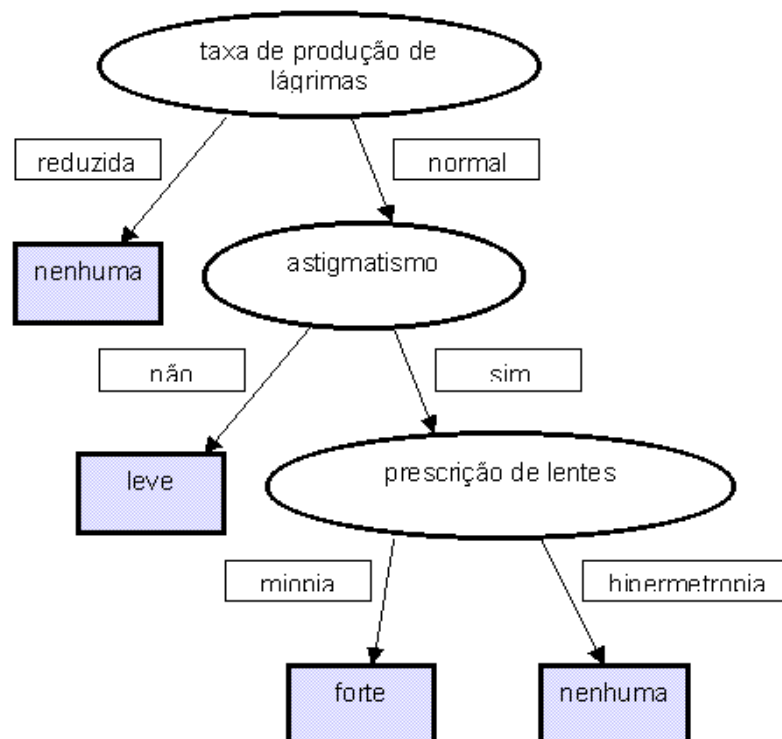 taxa de produção de
lágrimas
reduzida
normal
nenhuma
astigmatismo
não
sim
leve
prescrição de lentes
miopia
hipermetropia
forte
nenhuma